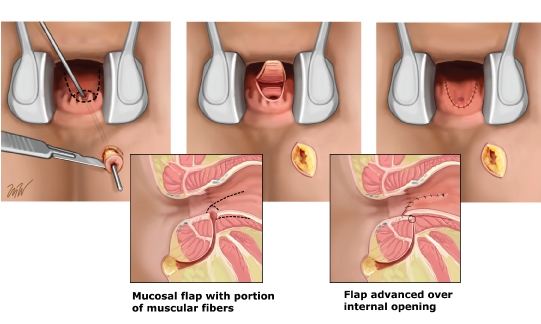 Mucosal flap with portion
of muscular fibers
Flap advanced over
internal opening